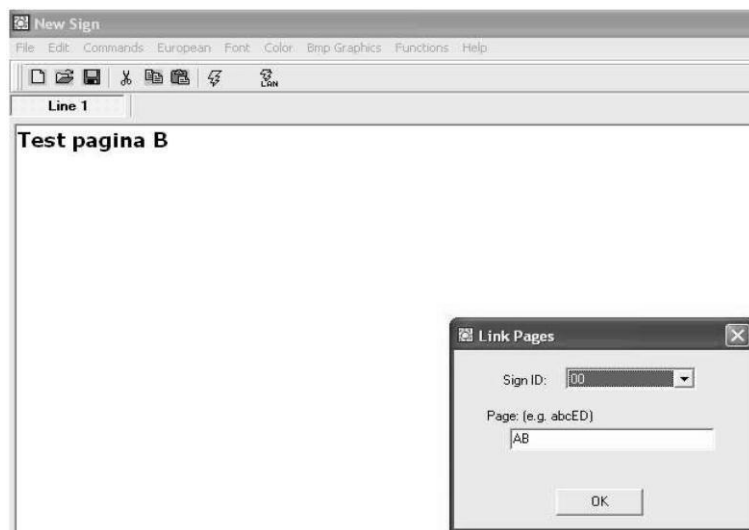 New Sign
File Edit Commands European Font Color Bmp Graphics Functions Help
LAN
Line 1
Test pagina B
Link Pages
Sign ID: 00
Page: (e.g. abcED)
AB
OK